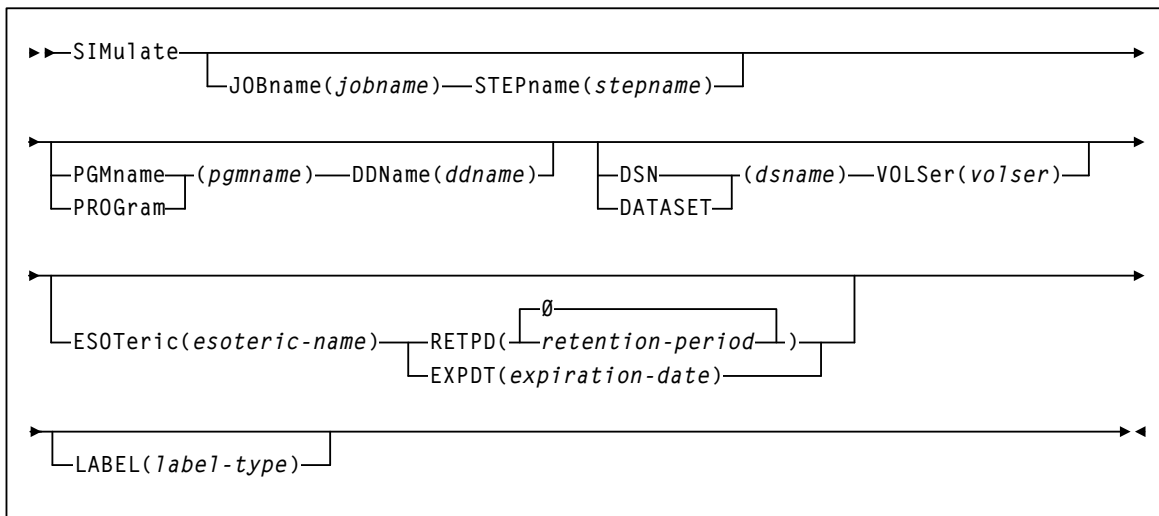 SIMulate
JOBname(jobname) STEPname(stepname)
PGMname (pgmname) DDName(ddname) DSN (dsname) VOLSer(volser)
PROGram DATASET
Ø
ESOTeric(esoteric-name) RETPD( retention-period )
EXPDT(expiration-date)
LABEL(label-type)